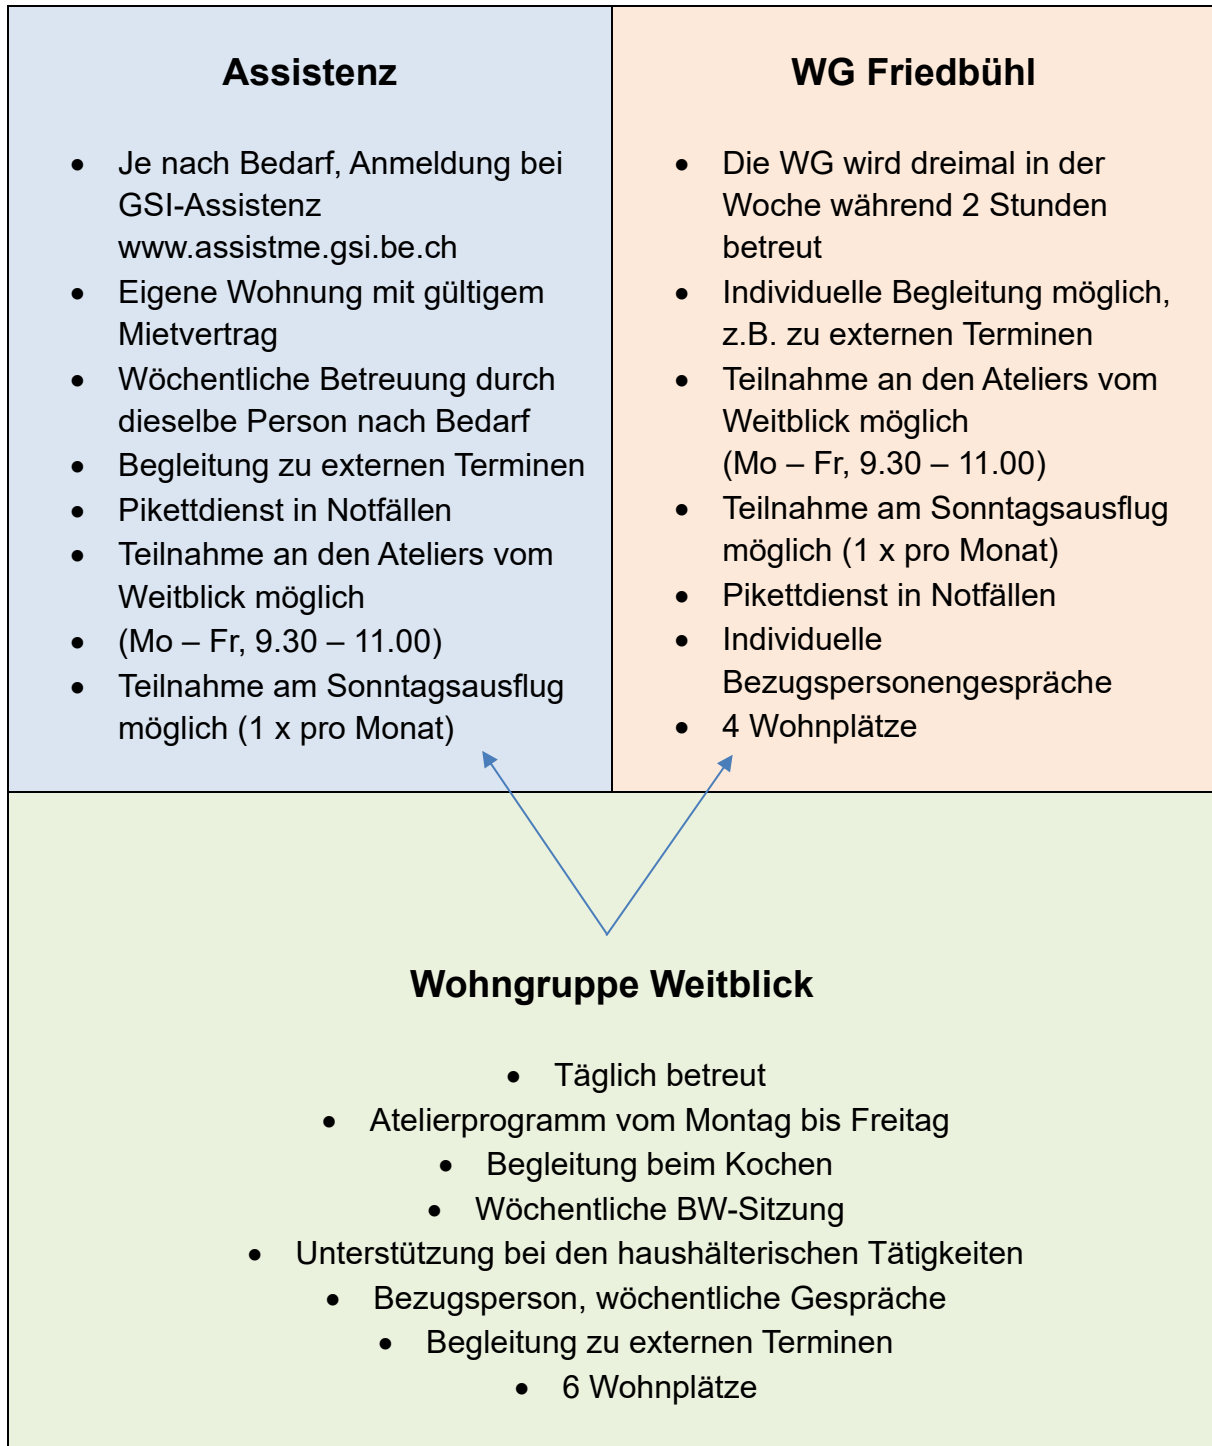 Assistenz
• Je nach Bedarf, Anmeldung bei
GSI-Assistenz
www.assistme.gsi.be.ch
• Eigene Wohnung mit gültigem
Mietvertrag
• Wöchentliche Betreuung durch
dieselbe Person nach Bedarf
• Begleitung zu externen Terminen
• Pikettdienst in Notfällen
• Teilnahme an den Ateliers vom
Weitblick möglich
• (Mo – Fr, 9.30 – 11.00)
• Teilnahme am Sonntagsausflug
möglich (1 x pro Monat)
WG Friedbühl
• Die WG wird dreimal in der
Woche während 2 Stunden
betreut
• Individuelle Begleitung möglich,
z.B. zu externen Terminen
• Teilnahme an den Ateliers vom
Weitblick möglich
(Mo – Fr, 9.30 – 11.00)
• Teilnahme am Sonntagsausflug
möglich (1 x pro Monat)
• Pikettdienst in Notfällen
• Individuelle
Bezugspersonengespräche
• 4 Wohnplätze
Wohngruppe Weitblick
• Täglich betreut
• Atelierprogramm vom Montag bis Freitag
• Begleitung beim Kochen
• Wöchentliche BW-Sitzung
• Unterstützung bei den haushälterischen Tätigkeiten
• Bezugsperson, wöchentliche Gespräche
• Begleitung zu externen Terminen
• 6 Wohnplätze